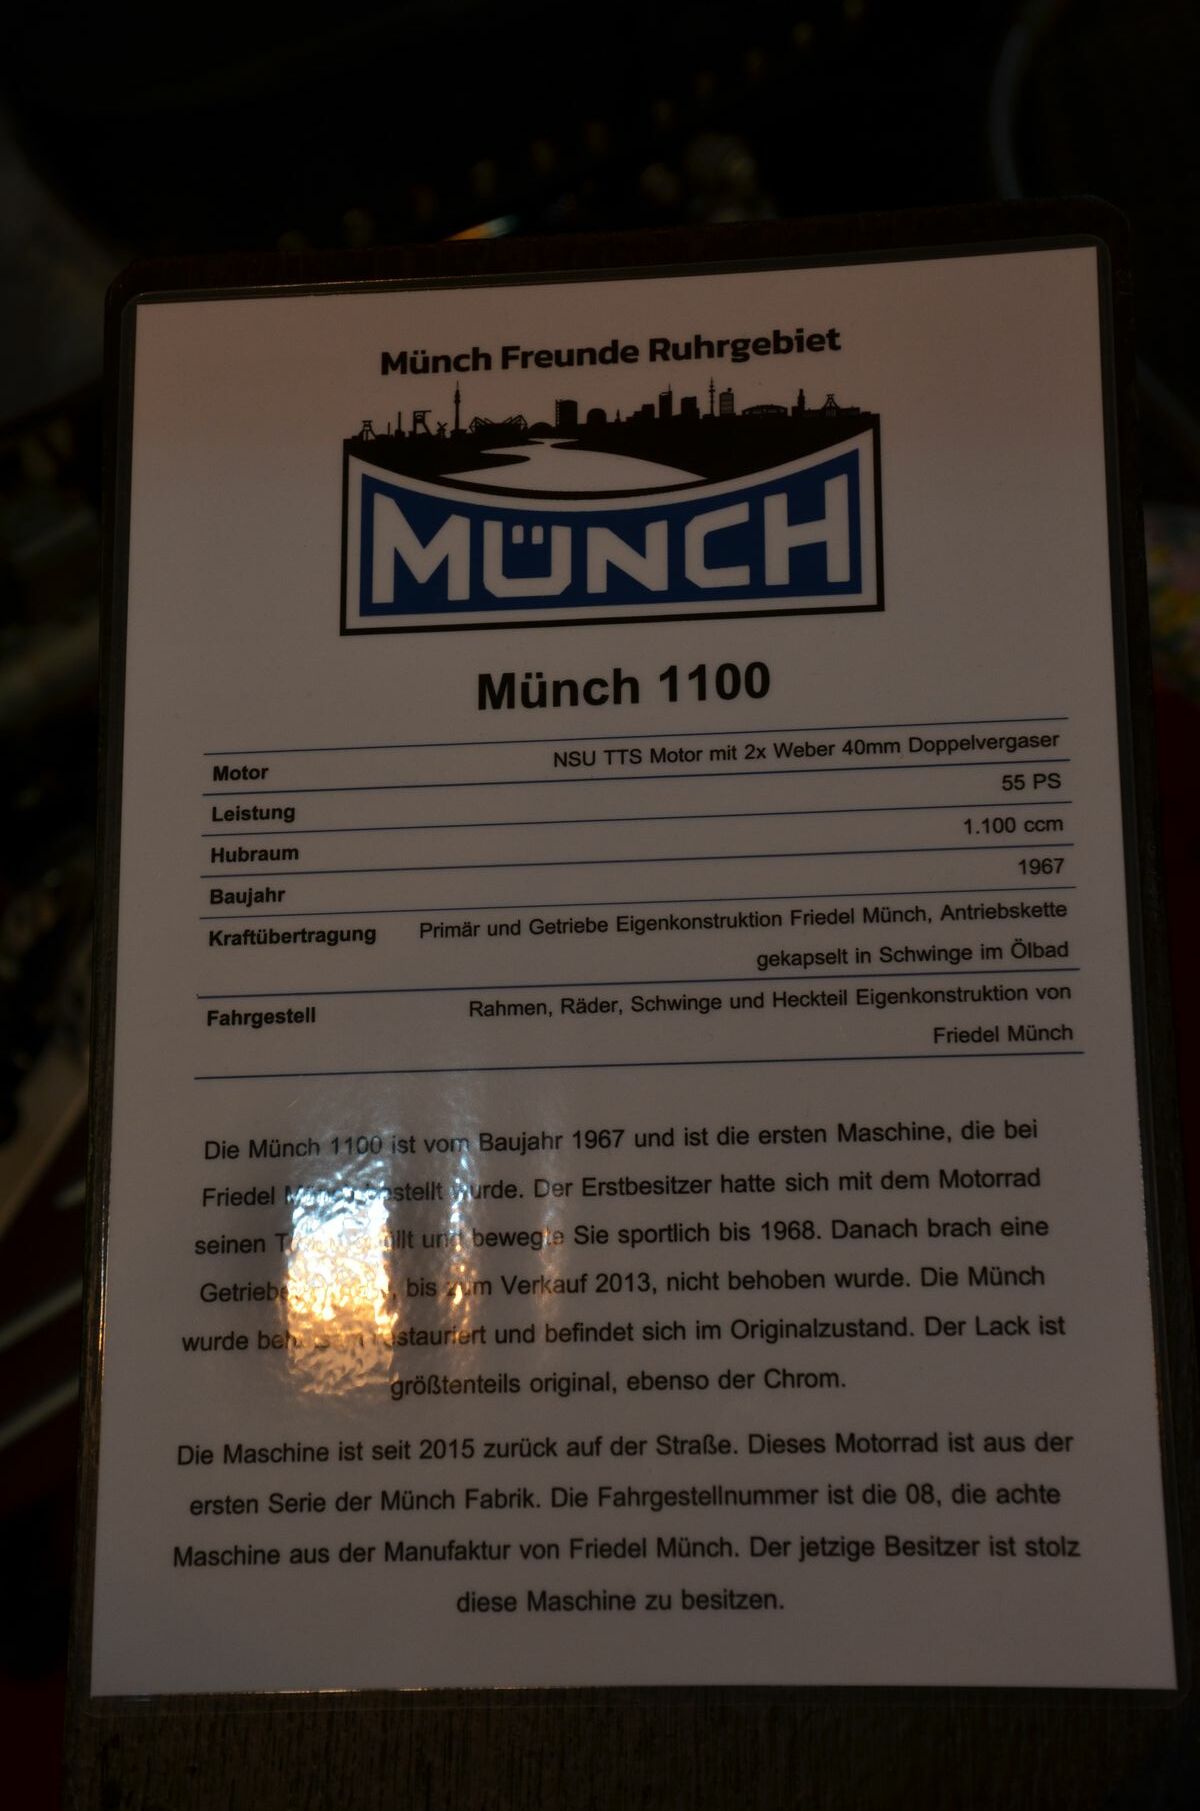 Münch Freunde Ruhrgebiet
MÜNCH
Münch 1100
Motor NSU TTS Motor mit 2x Weber 40mm Doppelvergaser
Leistung 55 PS
Hubraum 1.100 ccm
Baujahr 1967
Kraftübertragung Primär und Getriebe Eigenkonstruktion Friedel Münch, Antriebskette
gekapselt in Schwinge im Ölbad
Fahrgestell Rahmen, Räder, Schwinge und Heckteil Eigenkonstruktion von
Friedel Münch
Die Münch 1100 ist vom Baujahr 1967 und ist die ersten Maschine, die bei
Friedel Münch bestellt wurde. Der Erstbesitzer hatte sich mit dem Motorrad
seinen und bewegte Sie sportlich bis 1968. Danach brach eine
bis zum Verkauf 2013, nicht behoben wurde. Die Münch
wurde restauriert und befindet sich im Originalzustand. Der Lack ist
größtenteils original, ebenso der Chrom.
Die Maschine ist seit 2015 zurück auf der Straße. Dieses Motorrad ist aus der
ersten Serie der Münch Fabrik. Die Fahrgestellnummer ist die 08, die achte
Maschine aus der Manufaktur von Friedel Münch. Der jetzige Besitzer ist stolz
diese Maschine zu besitzen.